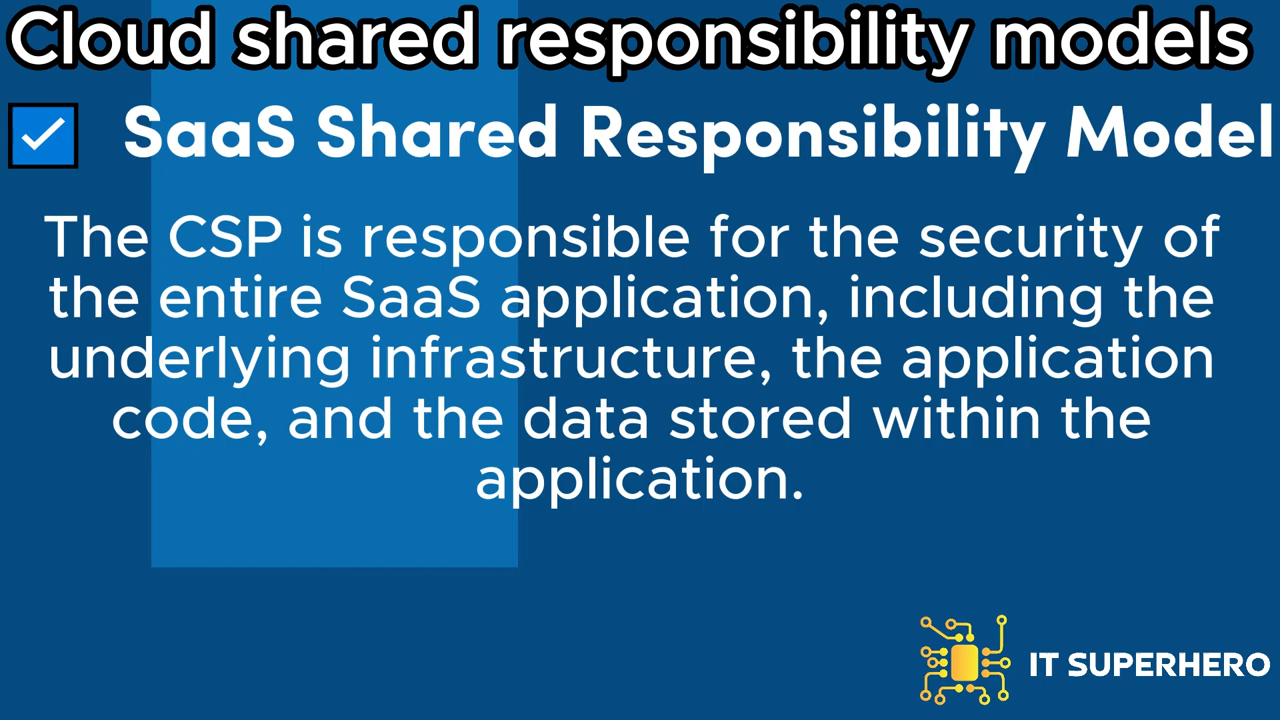 Cloud shared responsibility models
SaaS Shared Responsibility Model
The CSP is responsible for the security of
the entire SaaS application, including the
underlying infrastructure, the application
code, and the data stored within the
application.
IT SUPERHERO